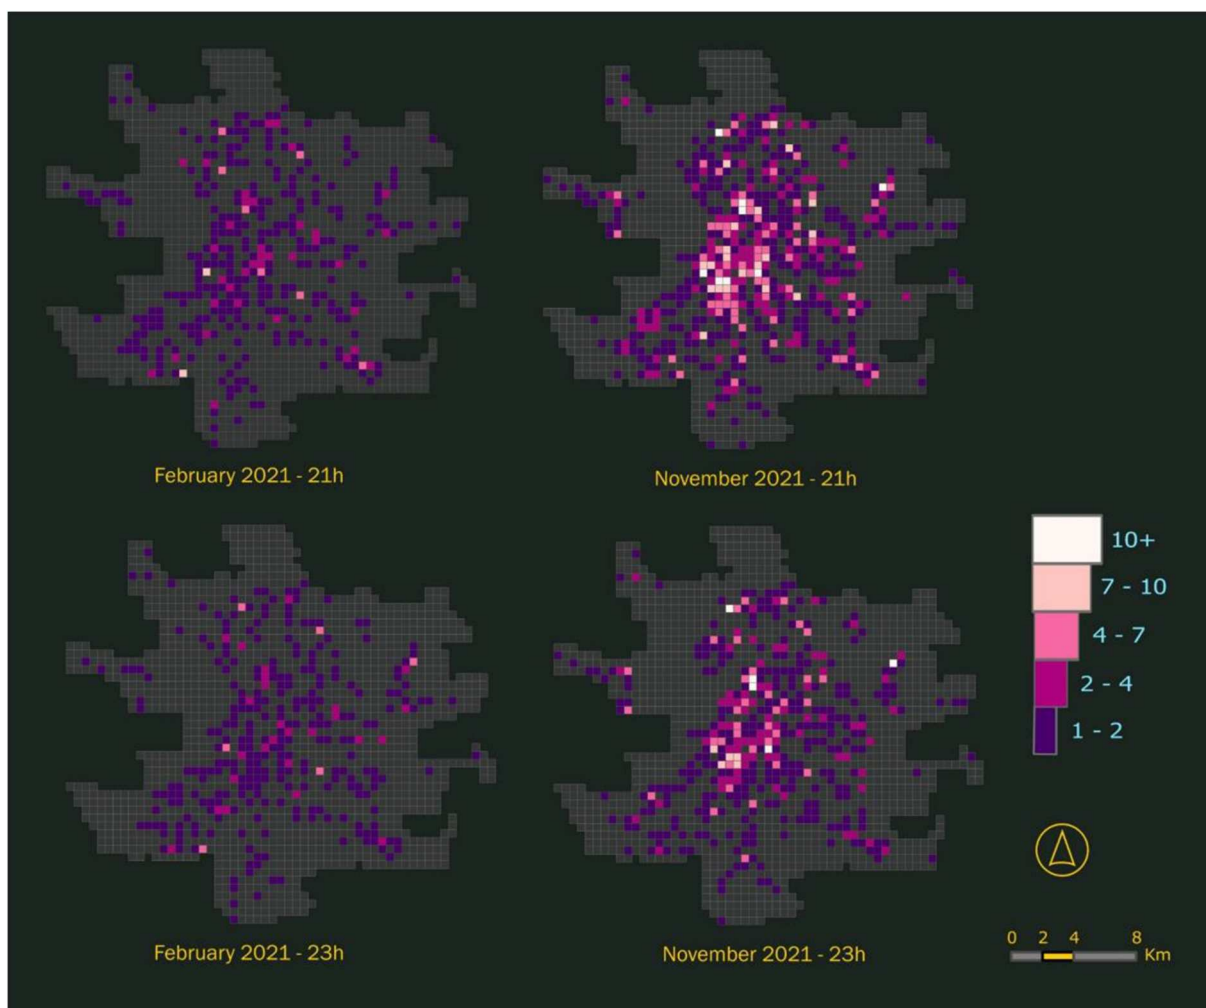 February 2021 - 21h
November 2021 - 21h
10+
7 - 10
4 - 7
2 - 4
1 - 2
February 2021 - 23h
November 2021 - 23h
0 2 4 8
Km